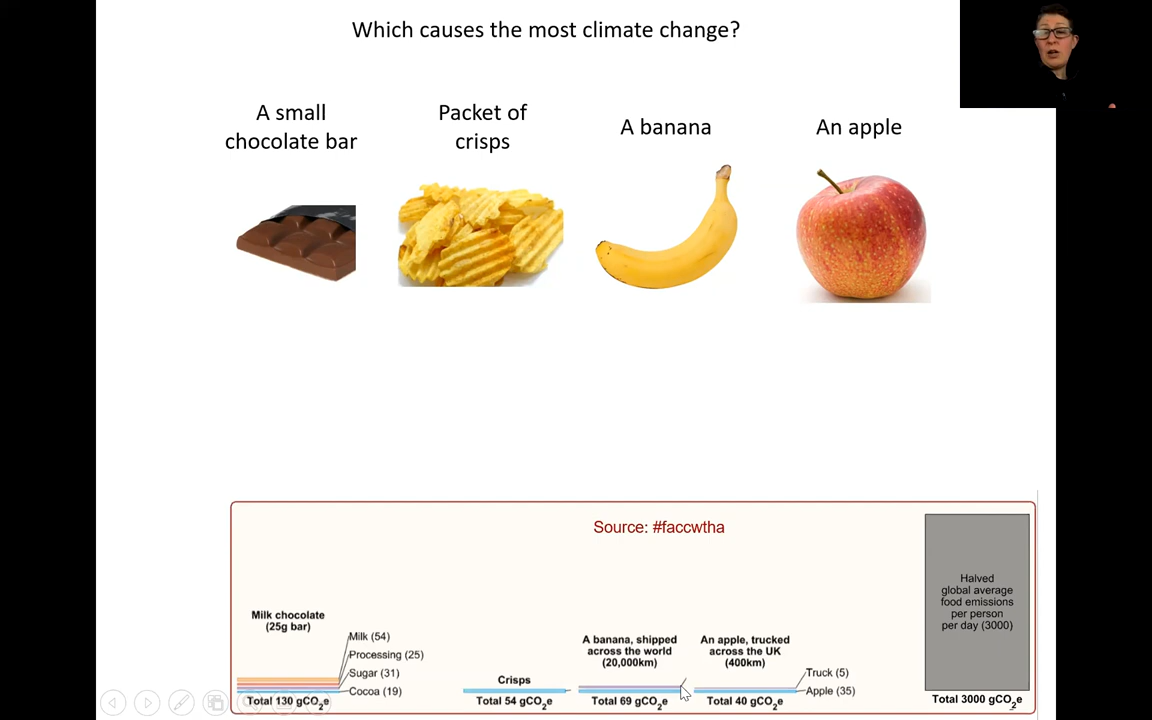 Which causes the most climate change?
A small
chocolate bar
Packet of
crisps
A banana
An apple
Source: #faccwtha
Milk chocolate
(25g bar)
Milk (54)
Processing (25)
Sugar (31)
Cocoa (19)
Total 130 gCO2e
Crisps
Total 54 gCO2e
A banana, shipped
across the world
(20,000km)
Total 69 gCO2e
An apple, trucked
across the UK
(400km)
Truck (5)
Apple (35)
Total 40 gCO2e
Halved
global average
food emissions
per person
per day (3000)
Total 3000 gCO2e